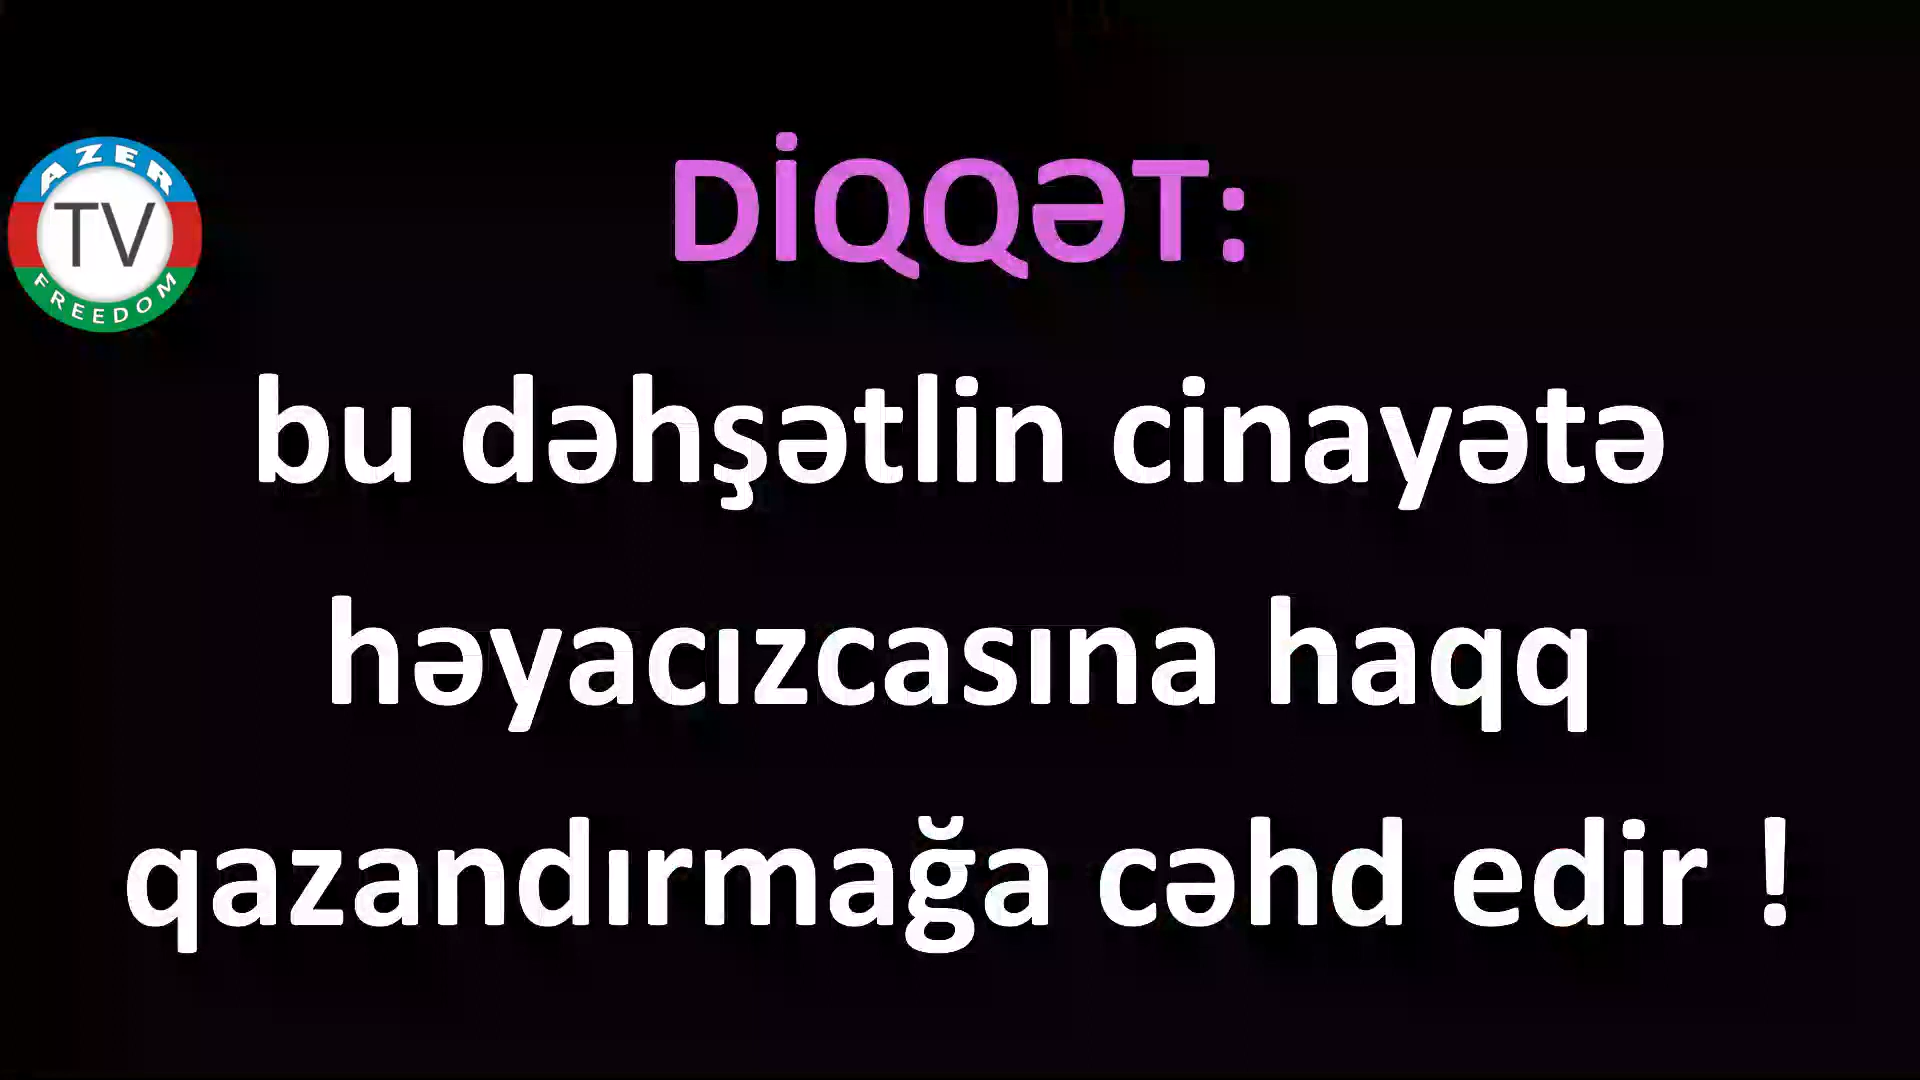 AZER
TV
FREEDOM
DİQQƏT:
bu dəhşətlin cinayətə
həyacızcasına haqq
qazandırmağa cəhd edir !